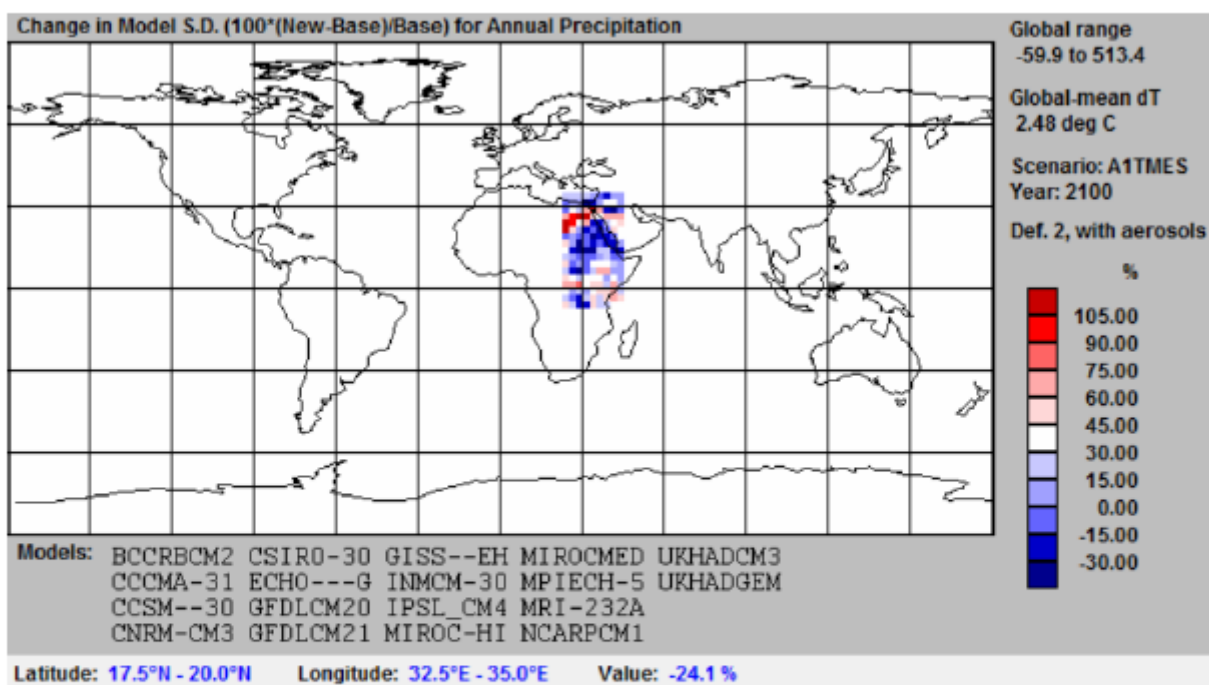 Change in Model S.D. (100*(New-Base)/Base) for Annual Precipitation
Global range
-59.9 to 513.4
Global-mean dT
2.48 deg C
Scenario: A1TMES
Year: 2100
Def. 2, with aerosols
%
105.00
90.00
75.00
60.00
45.00
30.00
15.00
0.00
-15.00
-30.00
Models: BCCRBCM2 CSIRO-30 GISS--EH MIROCMED UKHADCM3
CCCMA-31 ECHO---G INMCM-30 MPIECH-5 UKHADGEM
CCSM--30 GFDLCM20 IPSL_CM4 MRI-232A
CNRM-CM3 GFDLCM21 MIROC-HI NCARPCM1
Latitude: 17.5°N - 20.0°N Longitude: 32.5°E - 35.0°E Value: -24.1 %